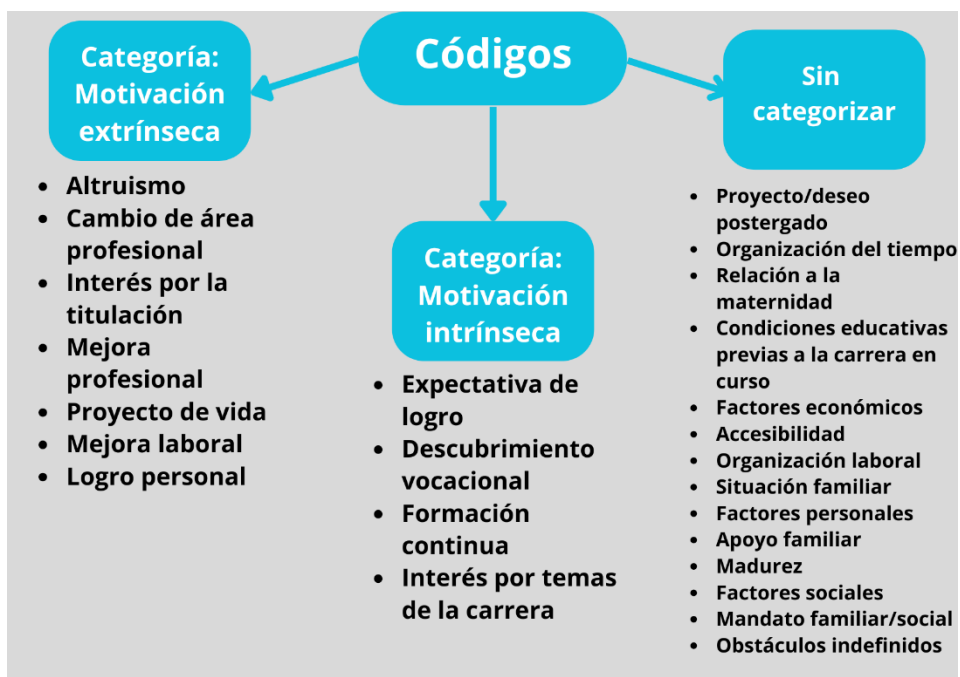 Códigos
Categoría:
Motivación
extrínseca
• Altruismo
• Cambio de área
profesional
• Interés por la
titulación
• Mejora
profesional
• Proyecto de vida
• Mejora laboral
• Logro personal
Categoría:
Motivación
intrínseca
• Expectativa de
logro
• Descubrimiento
vocacional
• Formación
continua
• Interés por temas
de la carrera
Sin
categorizar
• Proyecto/deseo
postergado
• Organización del tiempo
• Relación a la
maternidad
• Condiciones educativas
previas a la carrera en
curso
• Factores económicos
• Accesibilidad
• Organización laboral
• Situación familiar
• Factores personales
• Apoyo familiar
• Madurez
• Factores sociales
• Mandato familiar/social
• Obstáculos indefinidos